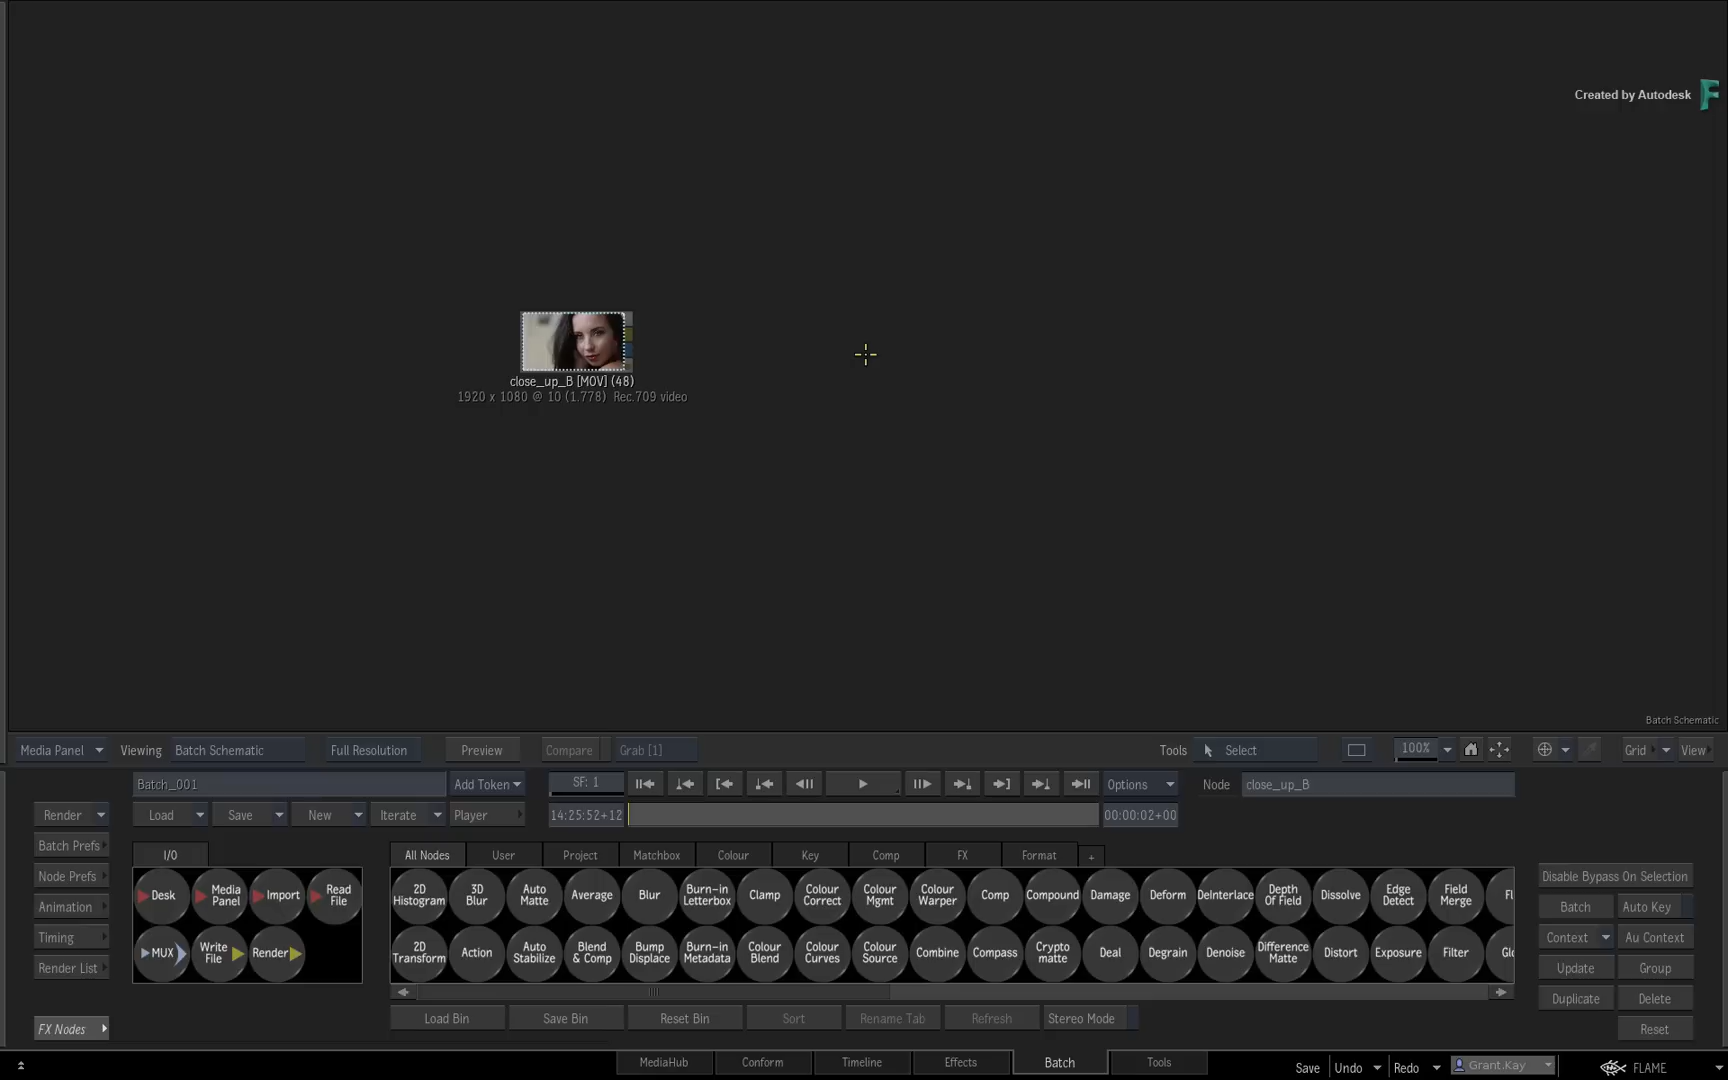 Created by Autodesk
close_up_B [MOV] (48)
1920 x 1080 @ 10 (1.778) Rec.709 video
Batch Schematic
Media Panel
Viewing
Batch Schematic
Full Resolution
Preview
Compare
Grab [1]
Tools
Select
100%
Grid
View
Batch_001
Add Token
SF: 1
Options
Node
close_up_B
Render
Load
Save
New
Iterate
Player
14:25:52+12
00:00:02+00
Batch Prefs
I/O
All Nodes
User
Project
Matchbox
Colour
Key
Comp
FX
Format
+
Node Prefs
Animation
Timing
Render List
FX Nodes
Desk
Media Panel
Import
Read File
MUX
Write File
Render
2D Histogram
3D Blur
Auto Matte
Average
Blur
Burn-in Letterbox
Clamp
Colour Correct
Colour Mgmt
Colour Warper
Comp
Compound
Damage
Deform
DeInterlace
Depth Of Field
Dissolve
Edge Detect
Field Merge
Fl
2D Transform
Action
Auto Stabilize
Blend & Comp
Bump Displace
Burn-in Metadata
Colour Blend
Colour Curves
Colour Source
Combine
Compass
Crypto matte
Deal
Degrain
Denoise
Difference Matte
Distort
Exposure
Filter
Gl
Disable Bypass On Selection
Batch
Auto Key
Context
Au Context
Update
Group
Duplicate
Delete
Reset
Load Bin
Save Bin
Reset Bin
Sort
Rename Tab
Refresh
Stereo Mode
MediaHub
Conform
Timeline
Effects
Batch
Tools
Save
Undo
Redo
Grant.Kay
FLAME